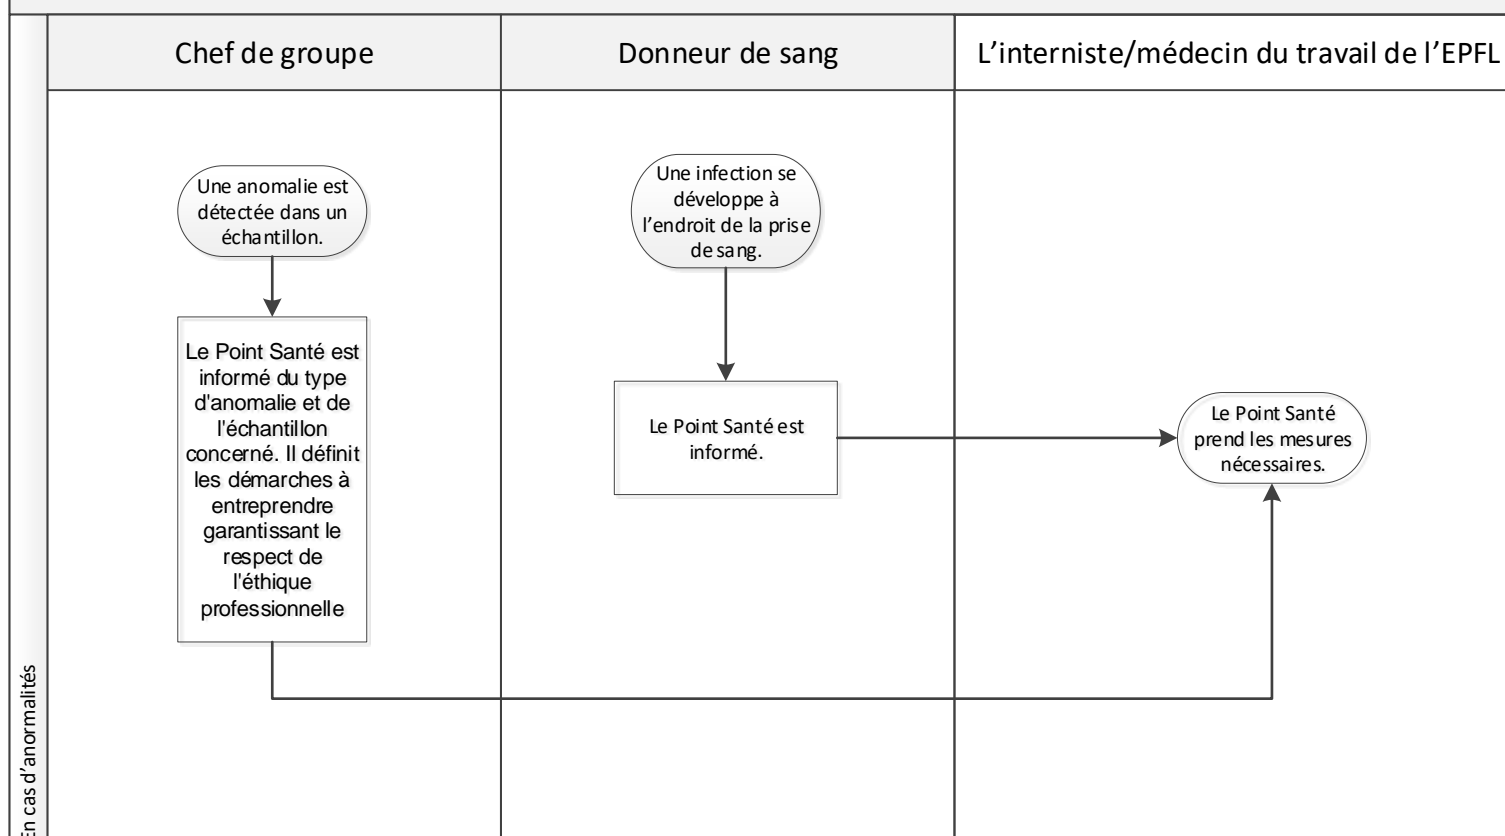 Chef de groupe
Donneur de sang
L’interniste/médecin du travail de l’EPFL
Une anomalie est
détectée dans un
échantillon.
Le Point Santé est
informé du type
d'anomalie et de
l'échantillon
concerné. Il définit
les démarches à
entreprendre
garantissant le
respect de
l'éthique
professionnelle
Une infection se
développe à
l’endroit de la prise
de sang.
Le Point Santé est
informé.
Le Point Santé
prend les mesures
nécessaires.
En cas d’anormalités